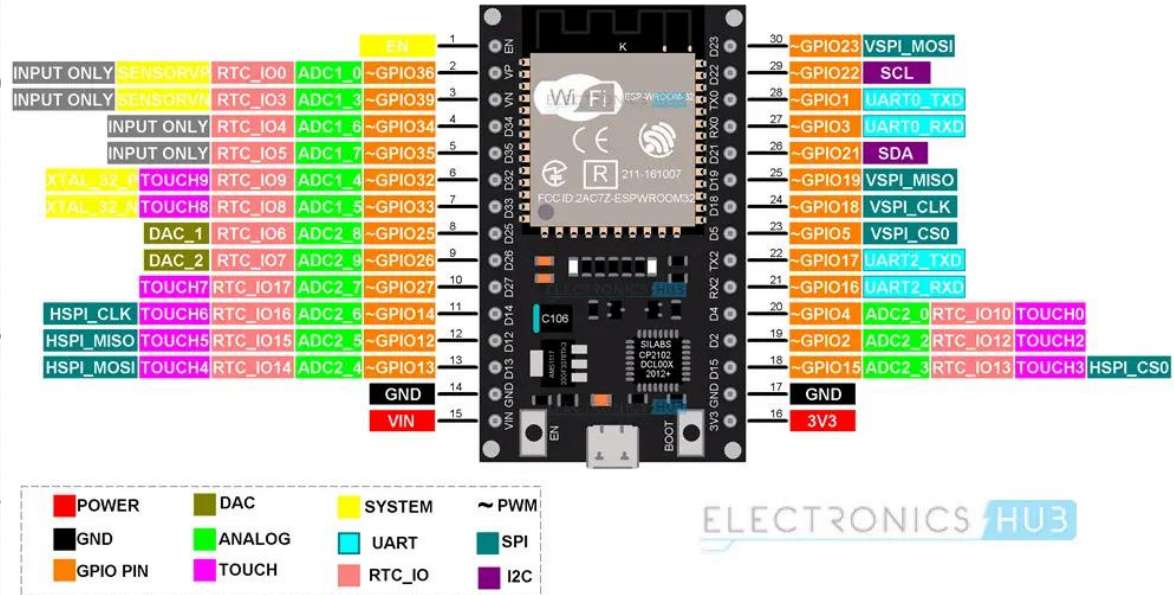 EN 1 EN D23 30 ~GPIO23 VSPI_MOSI
INPUT ONLY SENSORVP RTC_IO0 ADC1_0 ~GPIO36 2 VP D22 29 ~GPIO22 SCL
INPUT ONLY SENSORVN RTC_IO3 ADC1_3 ~GPIO39 3 VN TX0 28 ~GPIO1 UART0_TXD
INPUT ONLY RTC_IO4 ADC1_6 ~GPIO34 4 D34 RX0 27 ~GPIO3 UART0_RXD
INPUT ONLY RTC_IO5 ADC1_7 ~GPIO35 5 D35 D21 26 ~GPIO21 SDA
XTAL_32_P TOUCH9 RTC_IO9 ADC1_4 ~GPIO32 6 D32 D19 25 ~GPIO19 VSPI_MISO
XTAL_32_N TOUCH8 RTC_IO8 ADC1_5 ~GPIO33 7 D33 D18 24 ~GPIO18 VSPI_CLK
DAC_1 RTC_IO6 ADC2_8 ~GPIO25 8 D25 D5 23 ~GPIO5 VSPI_CS0
DAC_2 RTC_IO7 ADC2_9 ~GPIO26 9 D26 TX2 22 ~GPIO17 UART2_TXD
TOUCH7 RTC_IO17 ADC2_7 ~GPIO27 10 D27 RX2 21 ~GPIO16 UART2_RXD
HSPI_CLK TOUCH6 RTC_IO16 ADC2_6 ~GPIO14 11 D14 D4 20 ~GPIO4 ADC2_0 RTC_IO10 TOUCH0
HSPI_MISO TOUCH5 RTC_IO15 ADC2_5 ~GPIO12 12 D12 D2 19 ~GPIO2 ADC2_2 RTC_IO12 TOUCH2
HSPI_MOSI TOUCH4 RTC_IO14 ADC2_4 ~GPIO13 13 D13 D15 18 ~GPIO15 ADC2_3 RTC_IO13 TOUCH3 HSPI_CS0
GND 14 GND GND 17 GND
VIN 15 VIN 3V3 16 3V3
K
Wi Fi ESP-WROOM-32
CE
R 211-161007
FCC ID:2AC7Z-ESPWROOM32
ELECTRONICS HUB
C106
AMS1117
SILABS
CP2102
DCL00X
2012+
EN BOOT
POWER DAC SYSTEM ~ PWM
GND ANALOG UART SPI
GPIO PIN TOUCH RTC_IO I2C
ELECTRONICS HUB